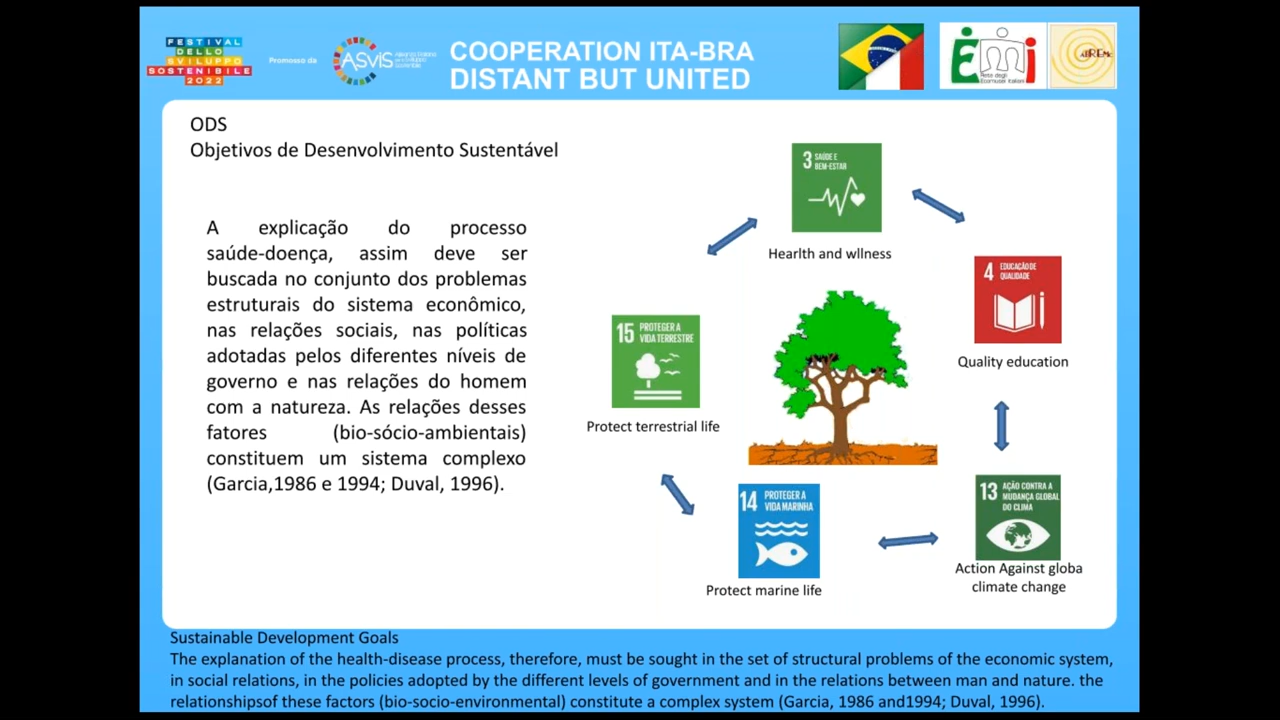 FESTIVAL
DELLO
SVILUPPO
SOSTENIBILE
2022
Promosso da
ASViS
COOPERATION ITA-BRA
DISTANT BUT UNITED
Rete degli
Ecomusei Italiani
ODS
Objetivos de Desenvolvimento Sustentável
A explicação do processo
saúde-doença, assim deve ser
buscada no conjunto dos problemas
estruturais do sistema econômico,
nas relações sociais, nas políticas
adotadas pelos diferentes níveis de
governo e nas relações do homem
com a natureza. As relações desses
fatores (bio-sócio-ambientais)
constituem um sistema complexo
(Garcia,1986 e 1994; Duval, 1996).
3 SAÚDE E
BEM-ESTAR
Hearlth and wllness
4 EDUCAÇÃO DE
QUALIDADE
Quality education
15 PROTEGER A
VIDA TERRESTRE
Protect terrestrial life
14 PROTEGER A
VIDA MARINHA
Protect marine life
13 AÇÃO CONTRA A
MUDANÇA GLOBAL
DO CLIMA
Action Against globa
climate change
Sustainable Development Goals
The explanation of the health-disease process, therefore, must be sought in the set of structural problems of the economic system,
in social relations, in the policies adopted by the different levels of government and in the relations between man and nature. the
relationshipsof these factors (bio-socio-environmental) constitute a complex system (Garcia, 1986 and1994; Duval, 1996).